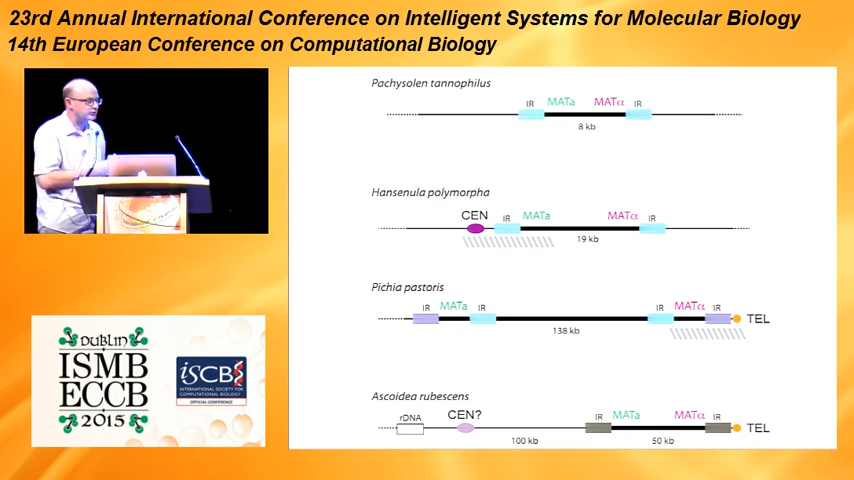 23rd Annual International Conference on Intelligent Systems for Molecular Biology
14th European Conference on Computational Biology
Pachysolen tannophilus
IR MATa MATα IR
8 kb
Hansenula polymorpha
CEN IR MATa MATα IR
19 kb
Pichia pastoris
IR MATa IR IR MATα IR TEL
138 kb
Ascoidea rubescens
rDNA CEN? IR MATa MATα IR TEL
100 kb 50 kb
DUBLIN
ISMB
ECCB
2015
iSCB
INTERNATIONAL SOCIETY FOR
COMPUTATIONAL BIOLOGY
OFFICIAL CONFERENCE